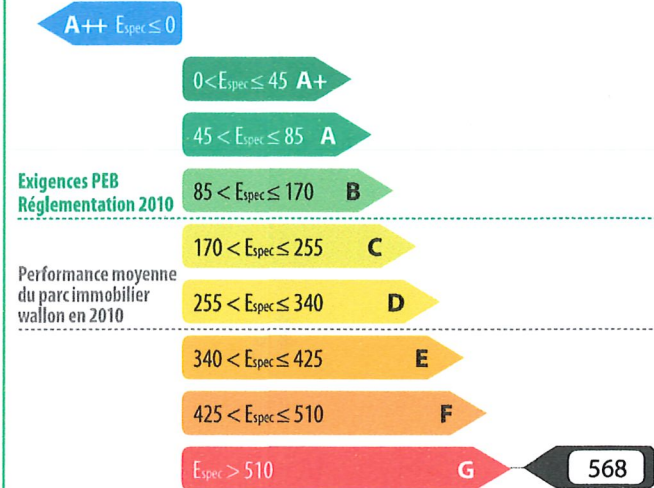 A++ Espec ≤ 0
0 < Espec ≤ 45 A+
45 < Espec ≤ 85 A
Exigences PEB
Réglementation 2010
85 < Espec ≤ 170 B
170 < Espec ≤ 255 C
Performance moyenne
du parc immobilier
wallon en 2010
255 < Espec ≤ 340 D
340 < Espec ≤ 425 E
425 < Espec ≤ 510 F
Espec > 510 G 568